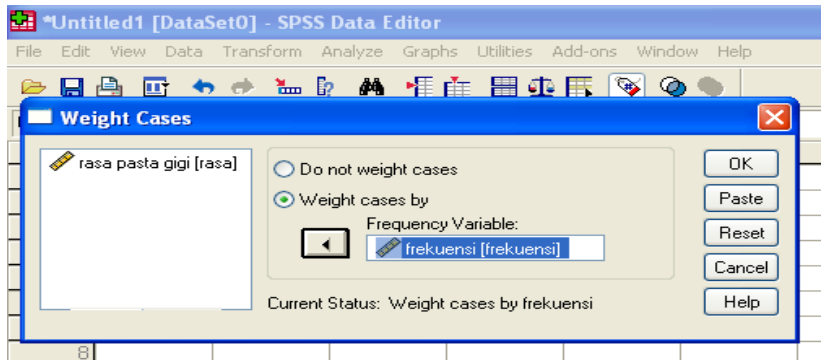 *Untitled1 [DataSet0] - SPSS Data Editor
File Edit View Data Transform Analyze Graphs Utilities Add-ons Window Help
Weight Cases
rasa pasta gigi [rasa]
Do not weight cases
Weight cases by
Frequency Variable:
frekuensi [frekuensi]
Current Status: Weight cases by frekuensi
OK
Paste
Reset
Cancel
Help
8